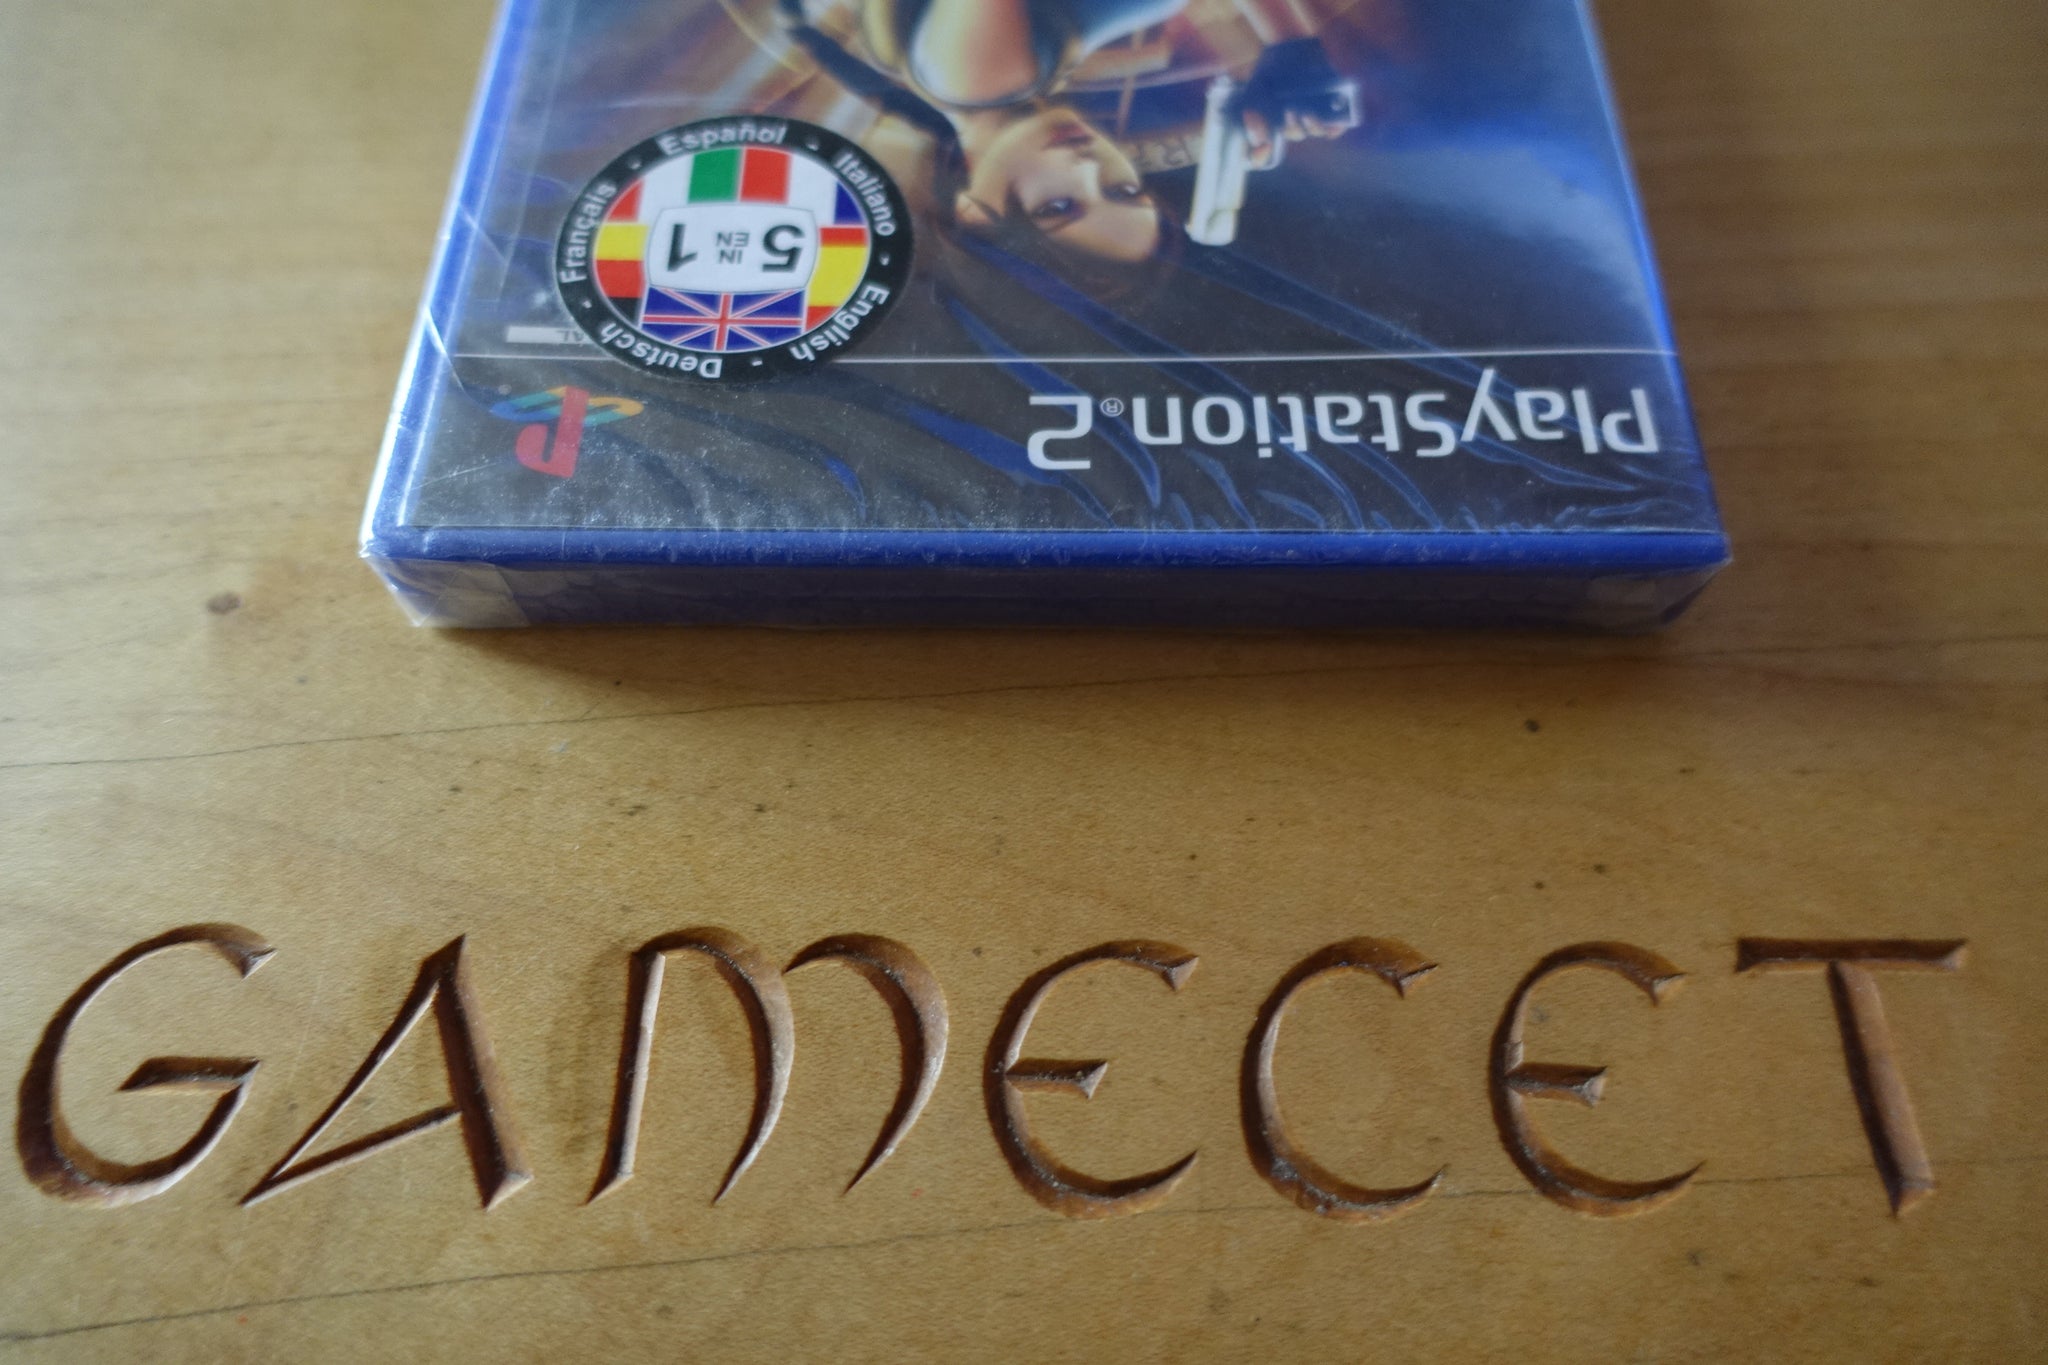 PlayStation®2
Español - Italiano - English - Deutsch - Français -
5 IN EN 1
GAMECET